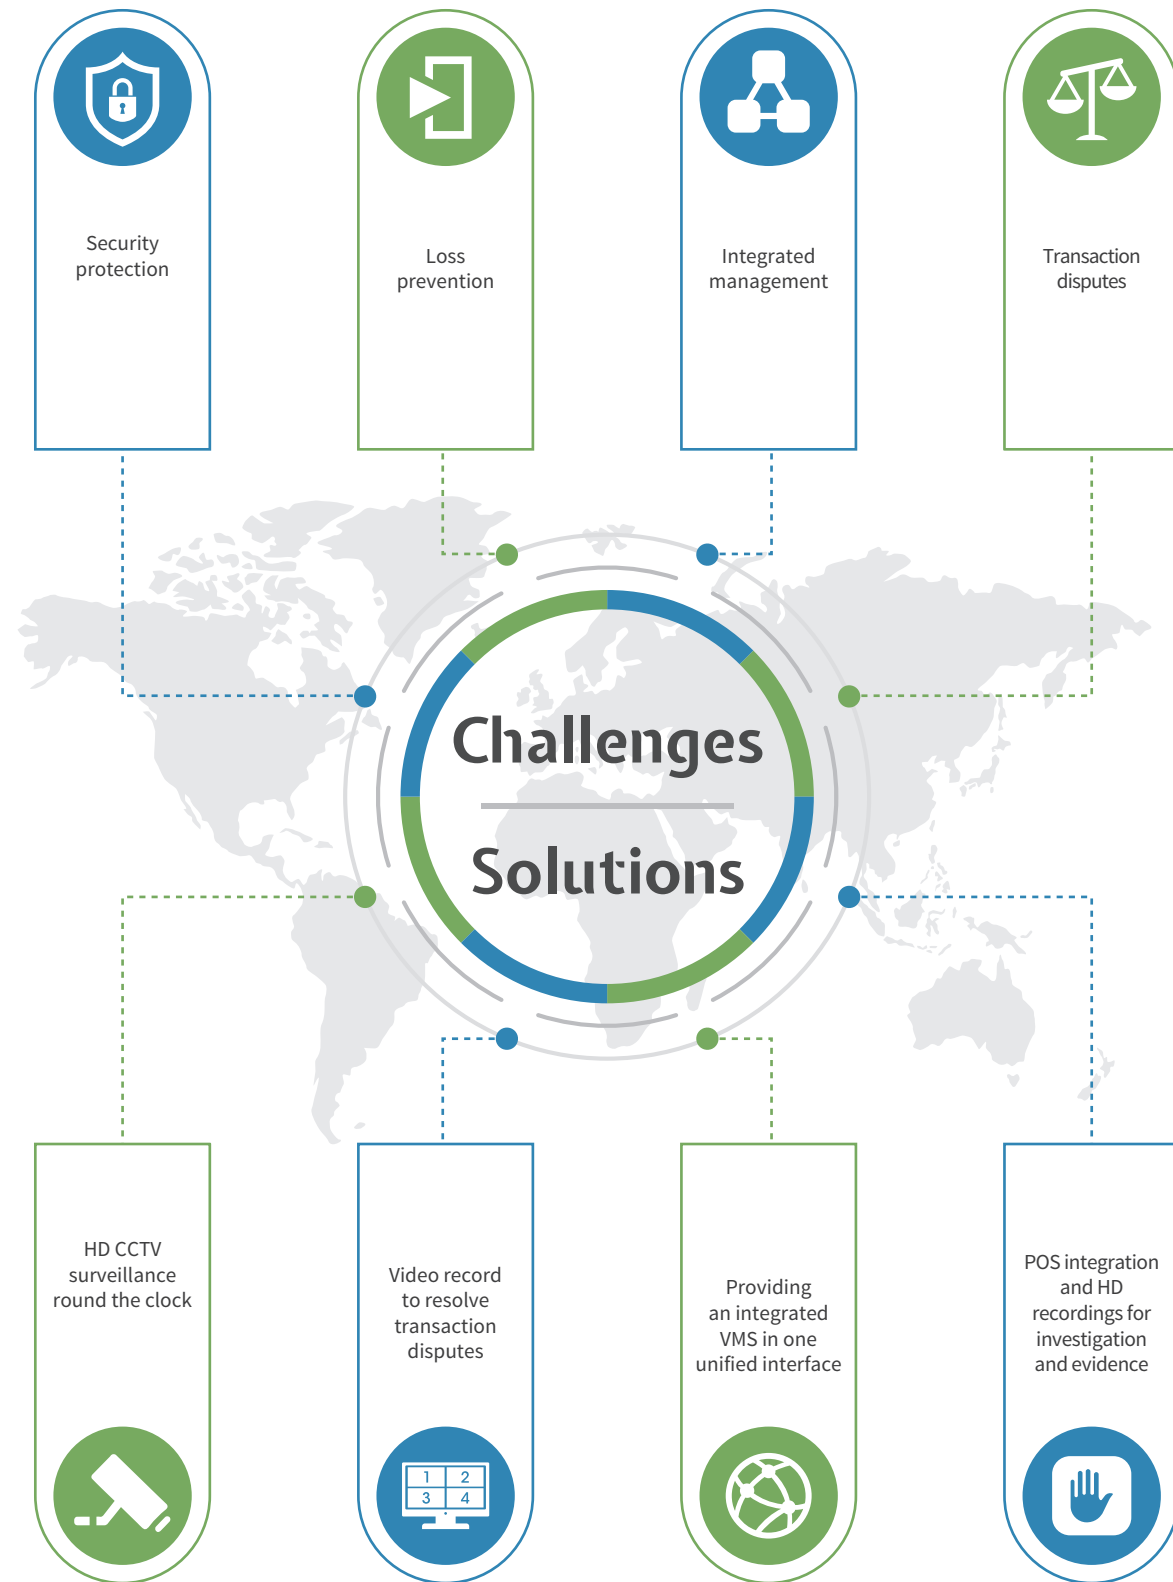 Security
protection
Loss
prevention
Integrated
management
Transaction
disputes
Challenges
Solutions
HD CCTV
surveillance
round the clock
Video record
to resolve
transaction
disputes
Providing
an integrated
VMS in one
unified interface
POS integration
and HD
recordings for
investigation
and evidence
1 2
3 4